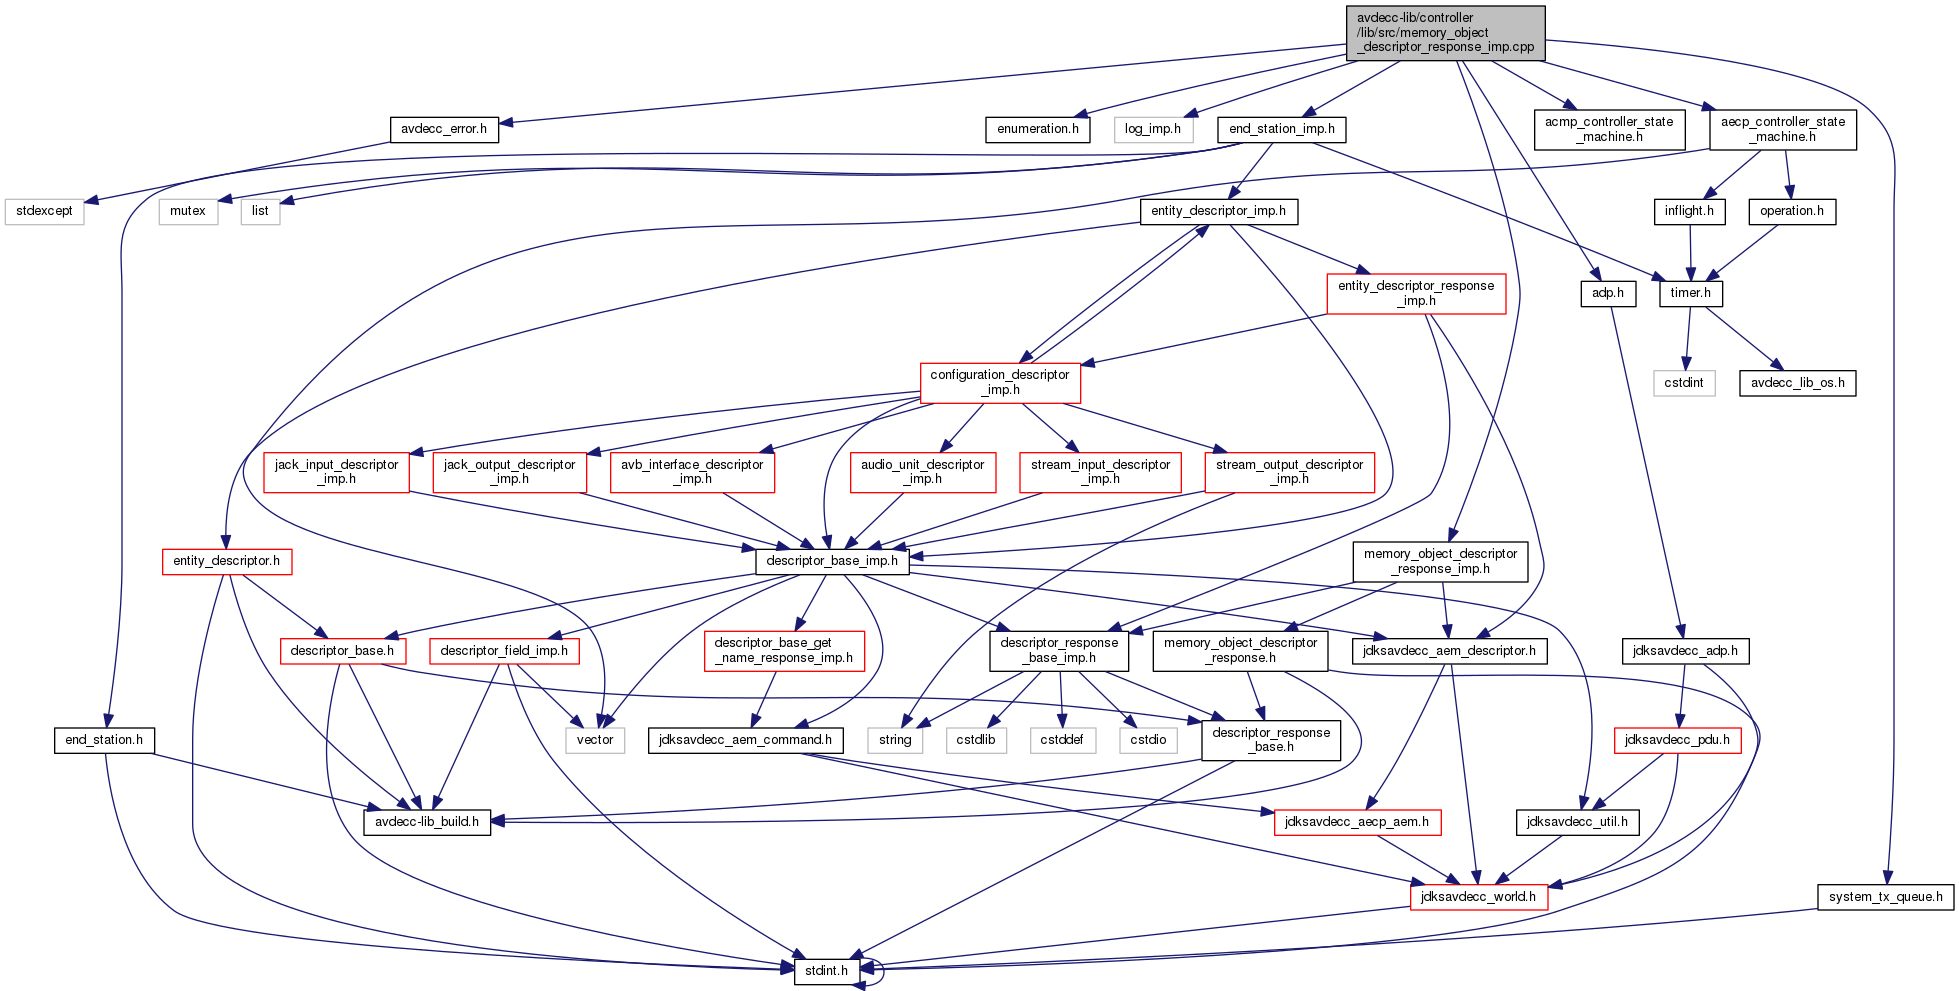 avdecc-lib/controller
/lib/src/memory_object
_descriptor_response_imp.cpp
avdecc_error.h
enumeration.h
log_imp.h
end_station_imp.h
acmp_controller_state
_machine.h
aecp_controller_state
_machine.h
stdexcept
mutex
list
entity_descriptor_imp.h
inflight.h
operation.h
entity_descriptor_response
_imp.h
adp.h
timer.h
configuration_descriptor
_imp.h
cstdint
avdecc_lib_os.h
jack_input_descriptor
_imp.h
jack_output_descriptor
_imp.h
avb_interface_descriptor
_imp.h
audio_unit_descriptor
_imp.h
stream_input_descriptor
_imp.h
stream_output_descriptor
_imp.h
entity_descriptor.h
descriptor_base_imp.h
memory_object_descriptor
_response_imp.h
descriptor_base.h
descriptor_field_imp.h
descriptor_base_get
_name_response_imp.h
descriptor_response
_base_imp.h
memory_object_descriptor
_response.h
jdksavdecc_aem_descriptor.h
jdksavdecc_adp.h
end_station.h
vector
jdksavdecc_aem_command.h
string
cstdlib
cstddef
cstdio
descriptor_response
_base.h
jdksavdecc_pdu.h
avdecc-lib_build.h
jdksavdecc_aecp_aem.h
jdksavdecc_util.h
jdksavdecc_world.h
system_tx_queue.h
stdint.h